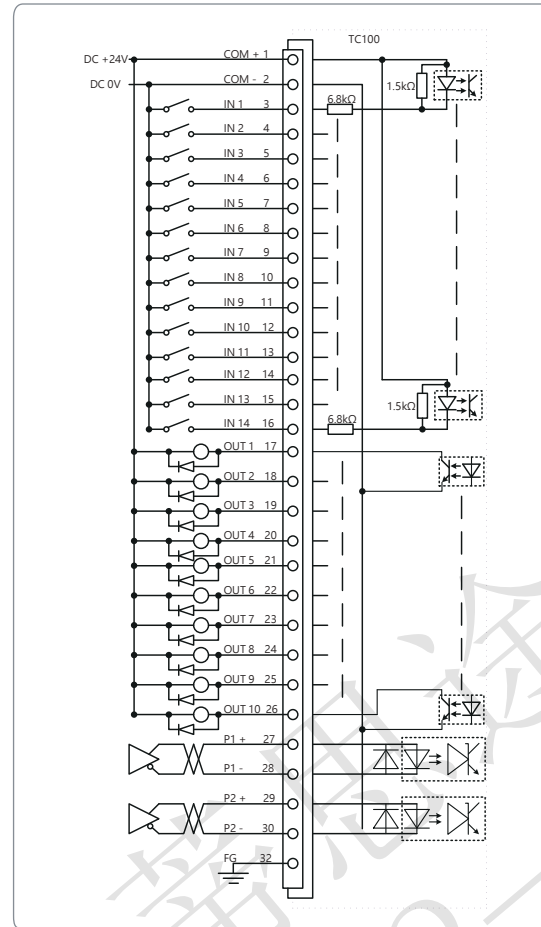 TC100
DC +24V COM + 1
DC 0V COM - 2
1.5kΩ
IN 1 3 6.8kΩ
IN 2 4
IN 3 5
IN 4 6
IN 5 7
IN 6 8
IN 7 9
IN 8 10
IN 9 11
IN 10 12
IN 11 13
IN 12 14
IN 13 15
1.5kΩ
IN 14 16 6.8kΩ
OUT 1 17
OUT 2 18
OUT 3 19
OUT 4 20
OUT 5 21
OUT 6 22
OUT 7 23
OUT 8 24
OUT 9 25
OUT 10 26
P1 + 27
P1 - 28
P2 + 29
P2 - 30
FG 32
思途